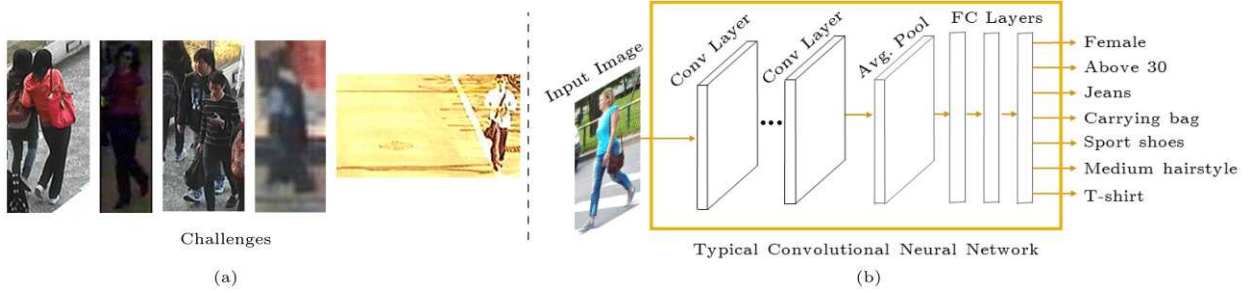 Challenges
(a)
Input Image
Conv Layer
Conv Layer
Avg. Pool
FC Layers
Female
Above 30
Jeans
Carrying bag
Sport shoes
Medium hairstyle
T-shirt
Typical Convolutional Neural Network
(b)